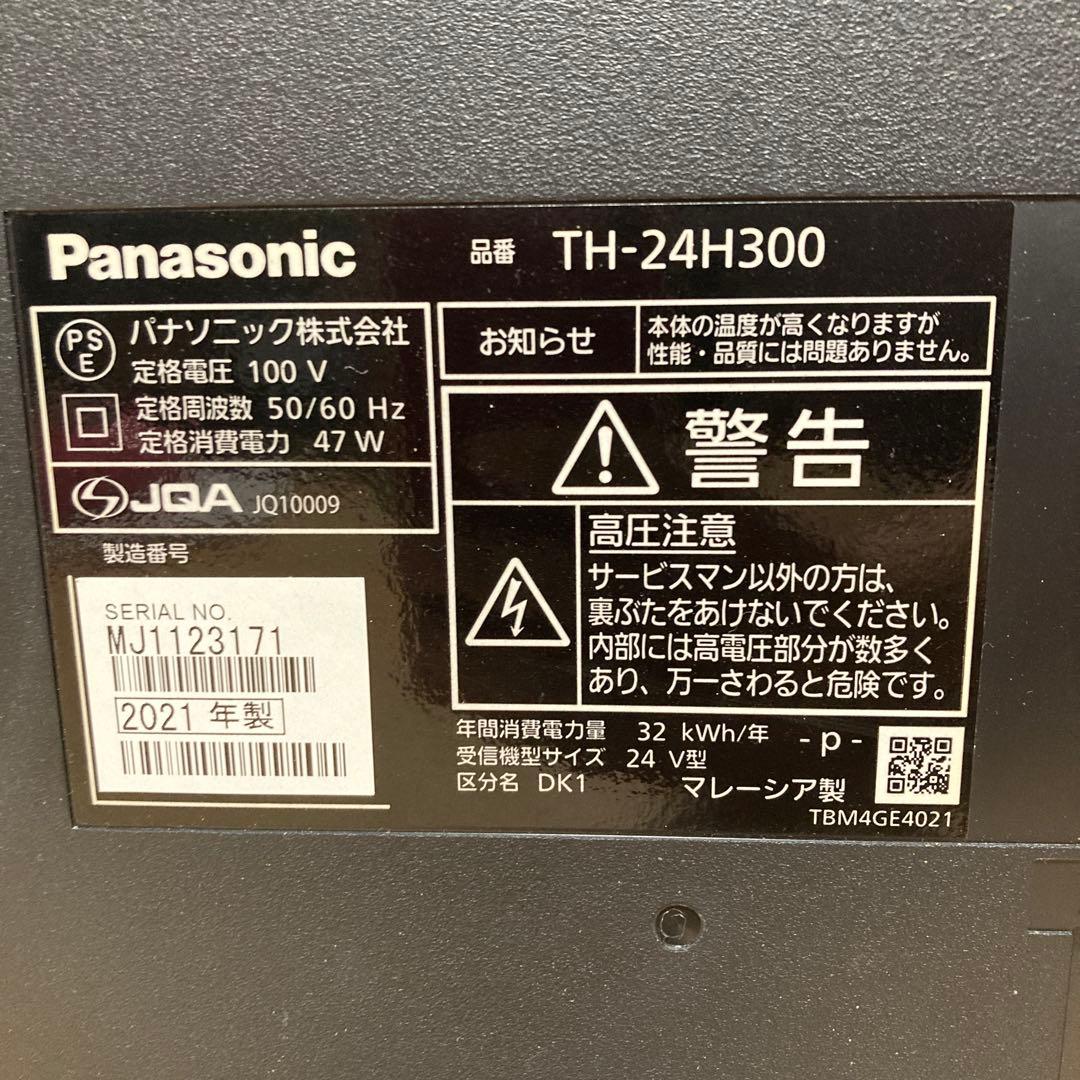 Panasonic
品番 TH-24H300
PS
E
パナソニック株式会社
定格電圧 100 V ～
定格周波数 50/60 Hz
定格消費電力 47 W
JQA JQ10009
製造番号
SERIAL NO.
MJ1123171
2021 年製
お知らせ
本体の温度が高くなりますが
性能・品質には問題ありません。
警告
高圧注意
サービスマン以外の方は、
裏ぶたをあけないでください。
内部には高電圧部分が数多く
あり、万一さわると危険です。
年間消費電力量 32 kWh/年
受信機型サイズ 24 V型
区分名 DK1
- p -
マレーシア製
TBM4GE4021